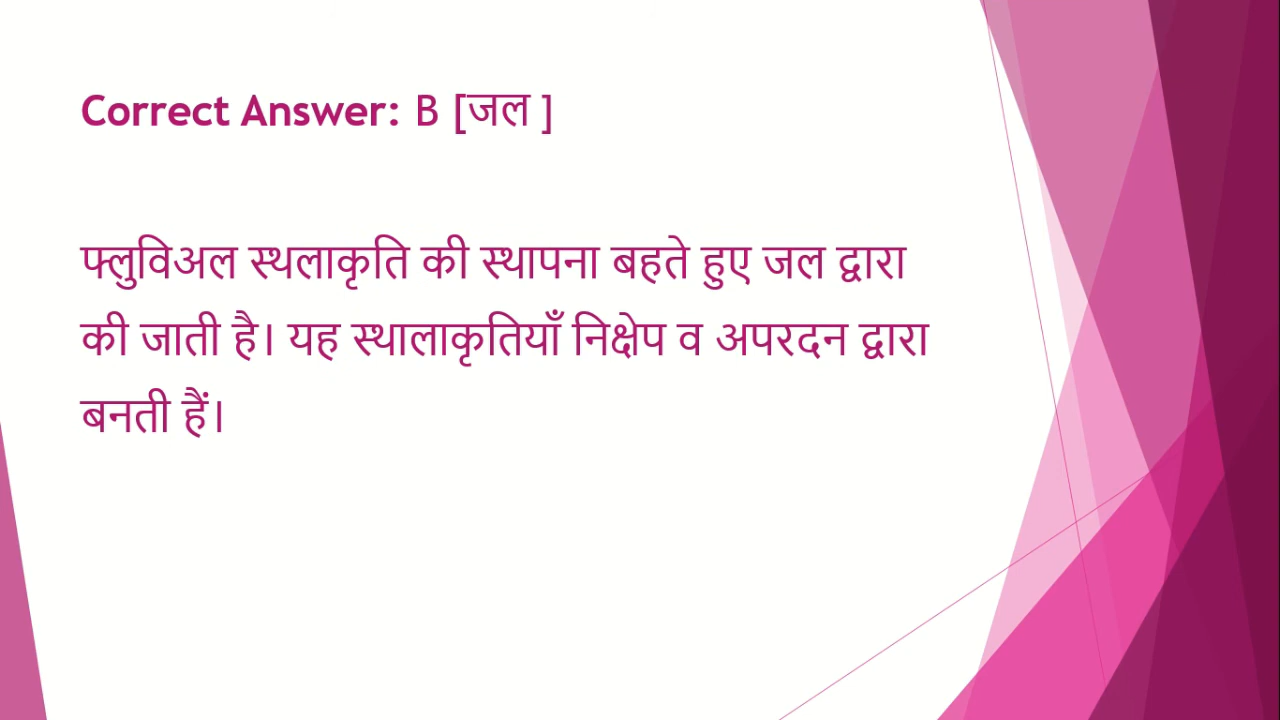 Correct Answer: B [जल ]
फ्लुविअल स्थलाकृति की स्थापना बहते हुए जल द्वारा
की जाती है। यह स्थालाकृतियाँ निक्षेप व अपरदन द्वारा
बनती हैं।